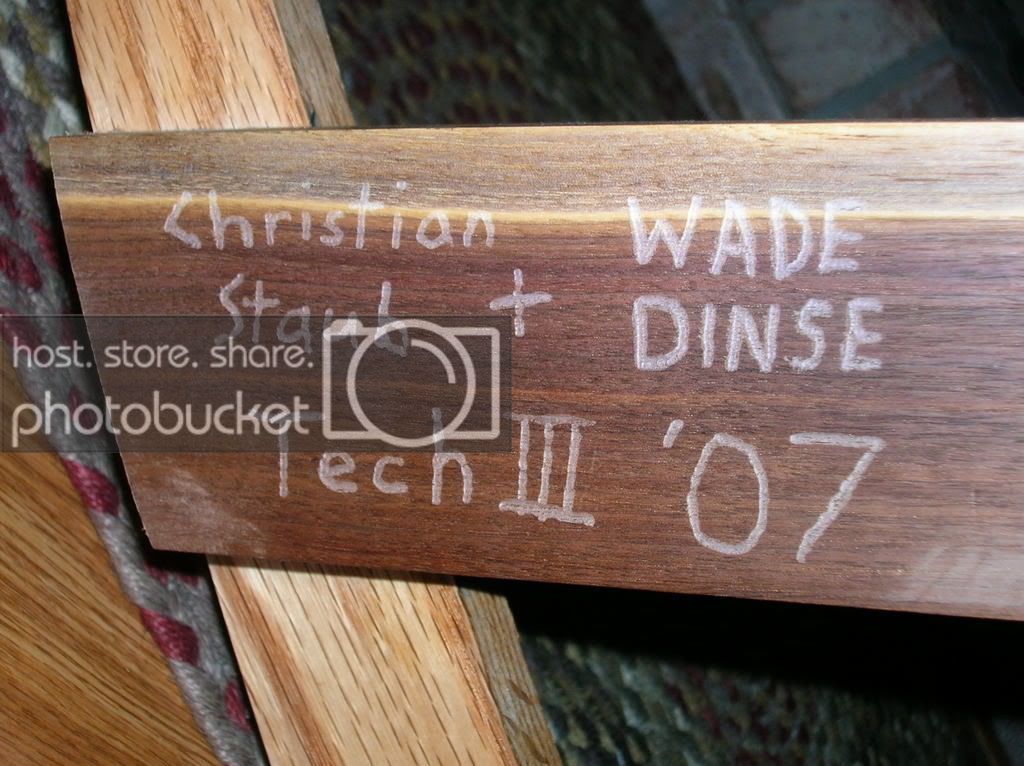 Christian WADE
Staub + DINSE
Tech III '07
host. store. share.
photobucket